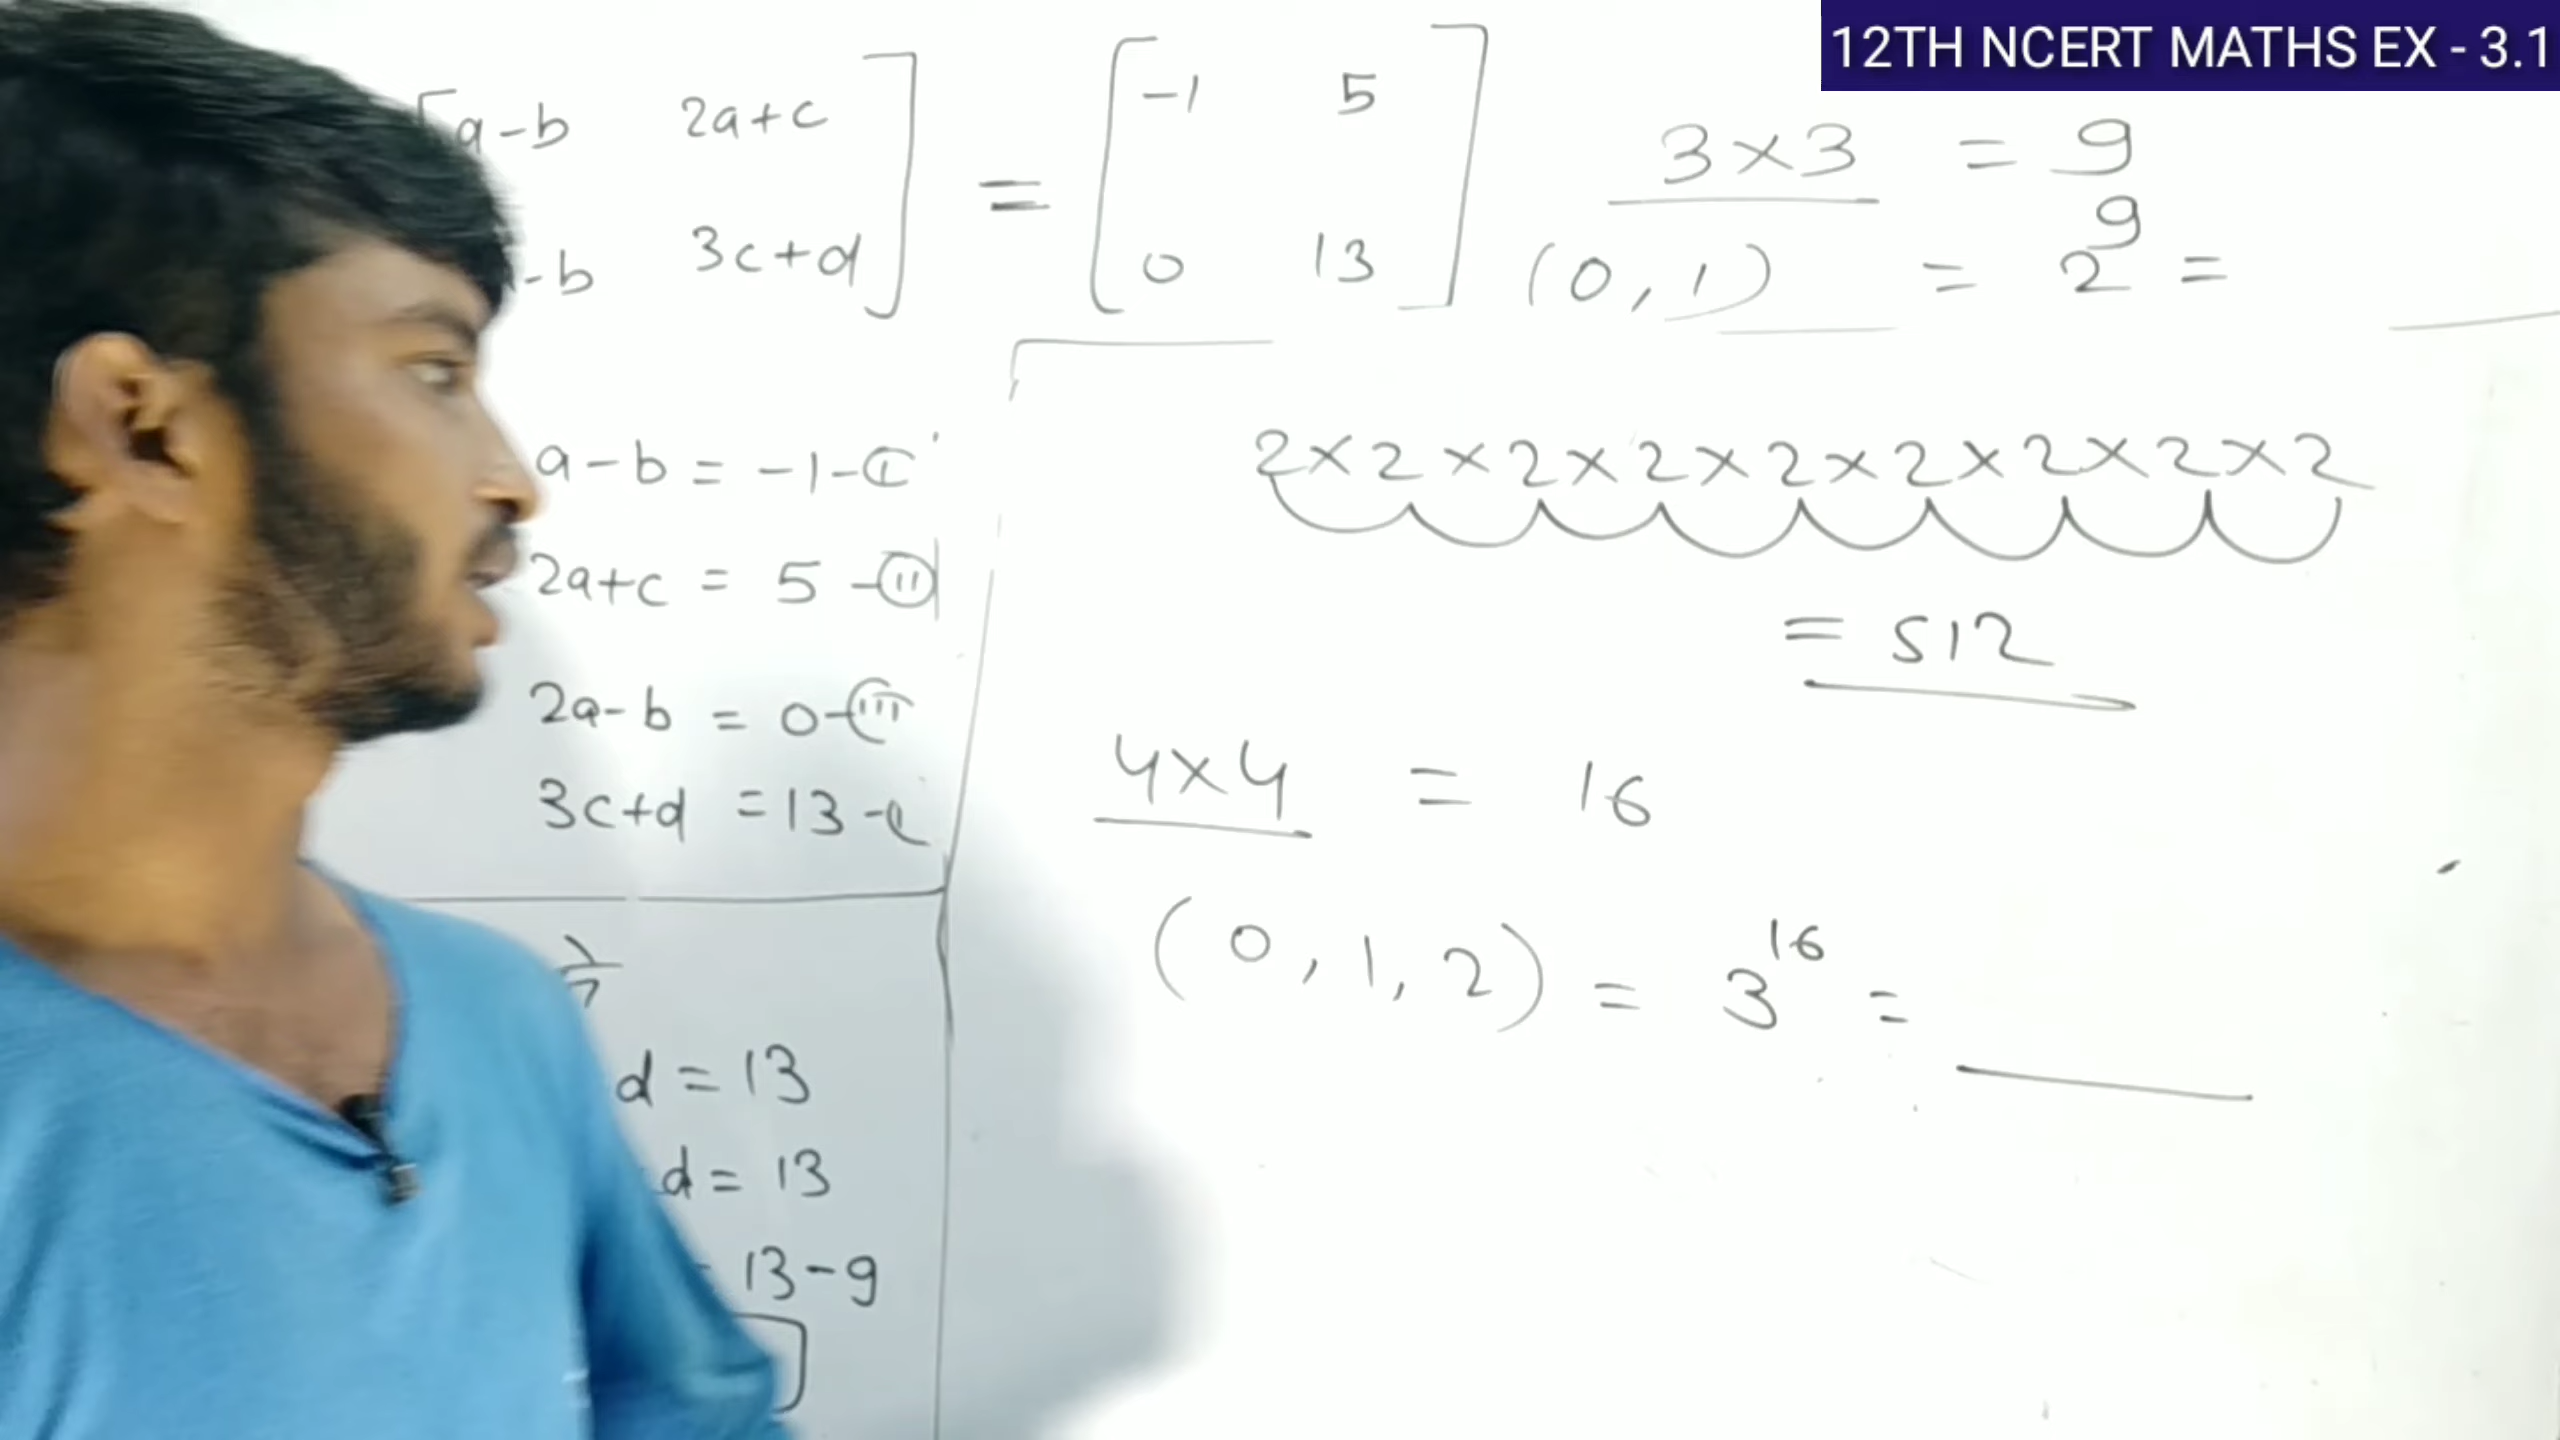 12TH NCERT MATHS EX - 3.1
a-b 2a+c
-b 3c+d
=
-1 5
0 13
3×3 = 9
(0, 1) = 2^9 =
a-b = -1 - I
2a+c = 5 - II
2a-b = 0 - III
3c+d = 13 -
d = 13
d = 13
13-9
2×2×2×2×2×2×2×2×2
= 512
4×4 = 16
(0, 1, 2) = 3^16 =